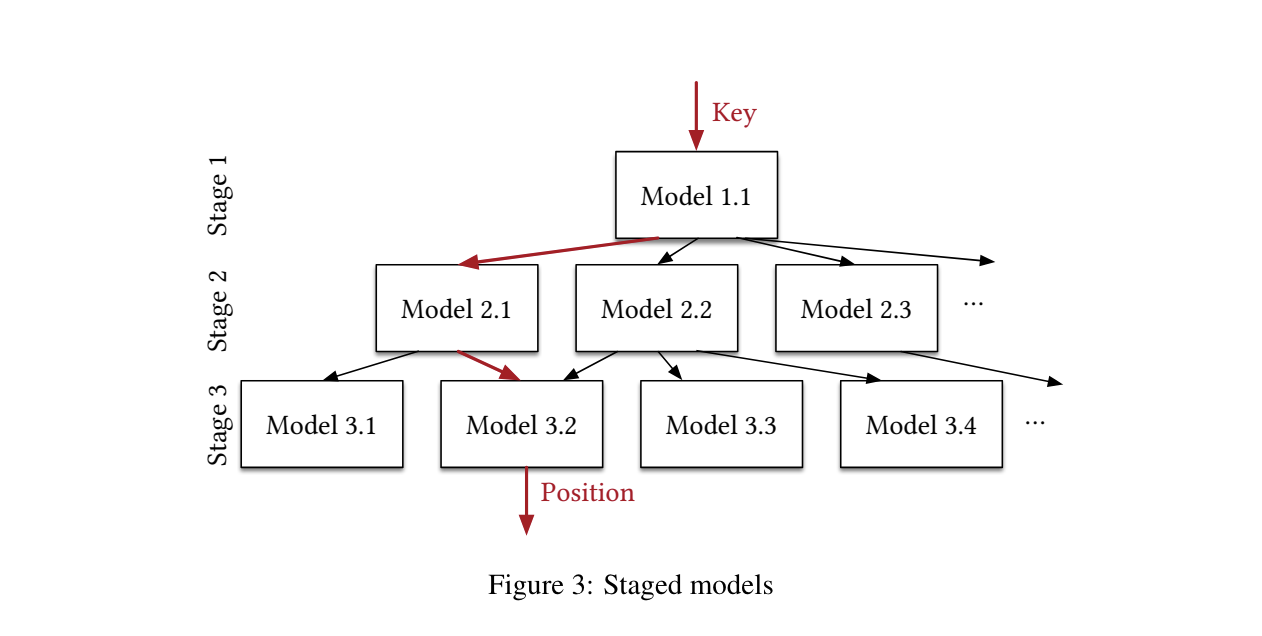 Key
Stage 1
Model 1.1
Stage 2
Model 2.1
Model 2.2
Model 2.3
...
Stage 3
Model 3.1
Model 3.2
Model 3.3
Model 3.4
...
Position
Figure 3: Staged models